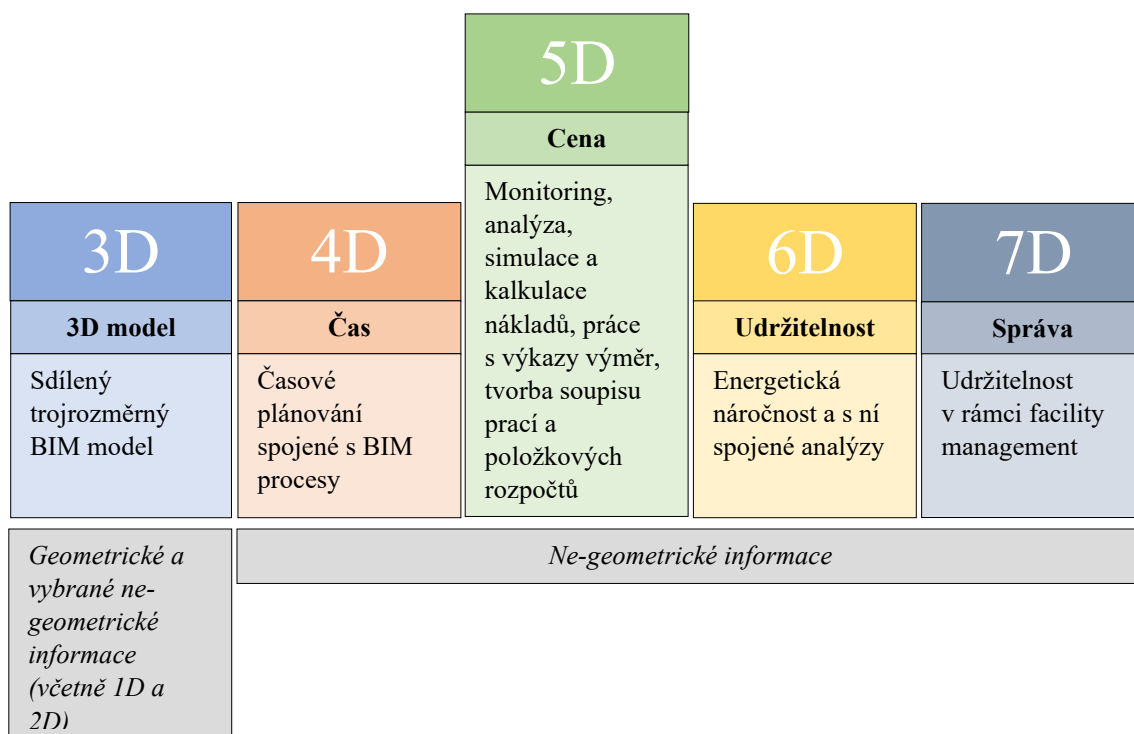 3D
3D model
Sdílený
trojrozměrný
BIM model
4D
Čas
Časové
plánování
spojené s BIM
procesy
5D
Cena
Monitoring,
analýza,
simulace a
kalkulace
nákladů, práce
s výkazy výměr,
tvorba soupisu
prací a
položkových
rozpočtů
6D
Udržitelnost
Energetická
náročnost a s ní
spojené analýzy
7D
Správa
Udržitelnost
v rámci facility
management
Geometrické a
vybrané ne-
geometrické
informace
(včetně 1D a
2D)
Ne-geometrické informace